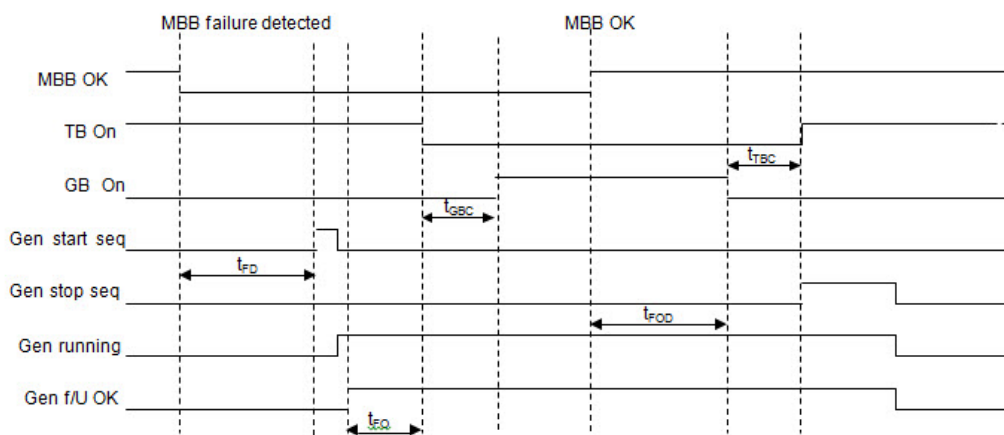 MBB failure detected
MBB OK
MBB OK
TB On
tTBC
GB On
tGBC
Gen start seq
tFD
Gen stop seq
tFOD
Gen running
Gen f/U OK
tFO